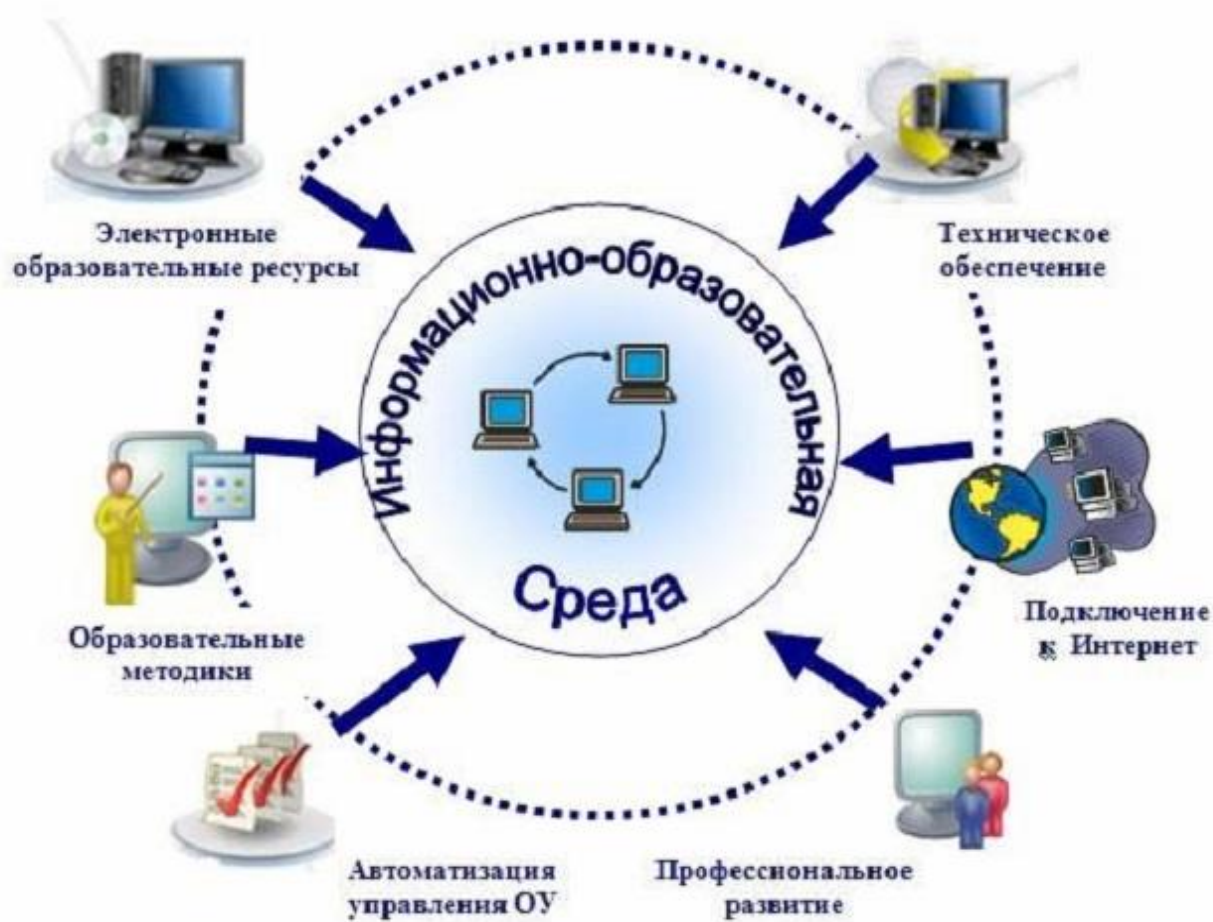 Электронные
образовательные ресурсы
Техническое
обеспечение
Информационно-образовательная
Среда
Образовательные
методики
Подключение
к Интернет
Автоматизация
управления ОУ
Профессиональное
развитие